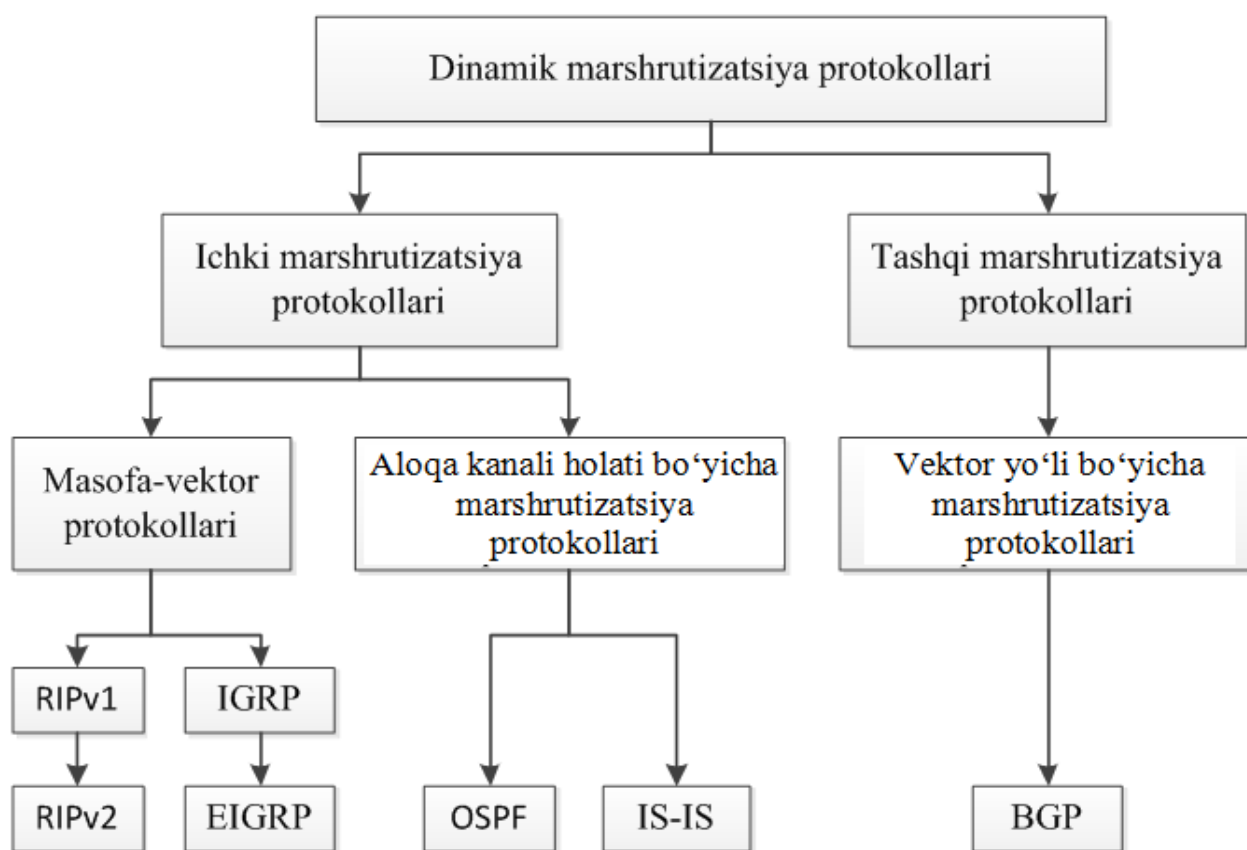 Dinamik marshrutizatsiya protokollari
Ichki marshrutizatsiya
protokollari
Tashqi marshrutizatsiya
protokollari
Masofa-vektor
protokollari
Aloqa kanali holati bo‘yicha
marshrutizatsiya
protokollari
Vektor yo‘li bo‘yicha
marshrutizatsiya
protokollari
RIPv1
IGRP
RIPv2
EIGRP
OSPF
IS-IS
BGP